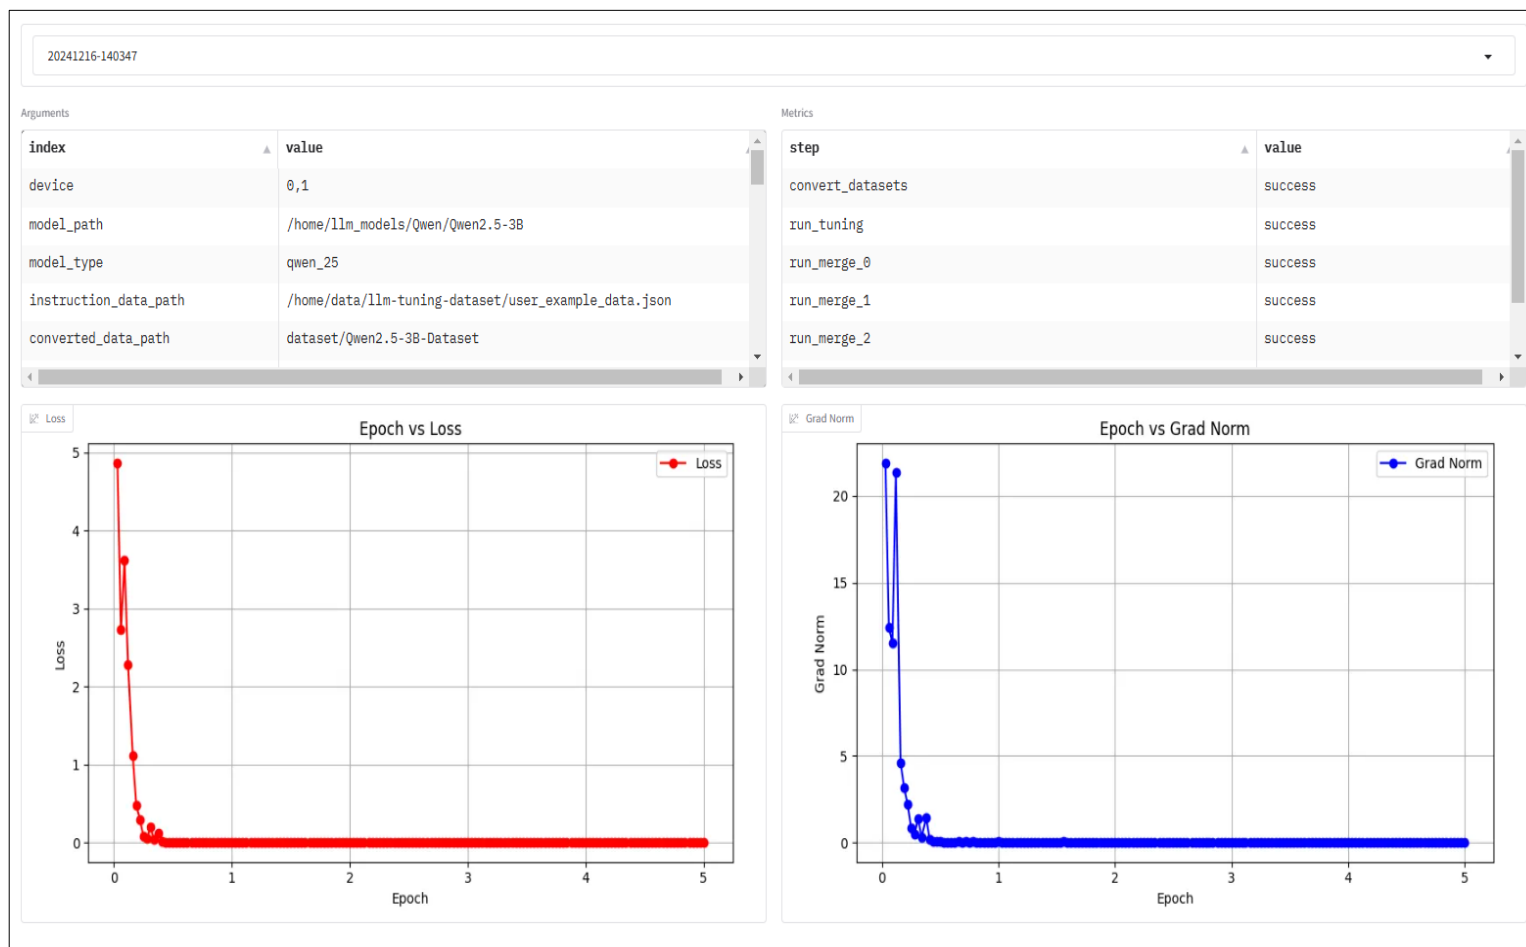 20241216-140347
Arguments
index value
device 0,1
model_path /home/llm_models/Qwen/Qwen2.5-3B
model_type qwen_25
instruction_data_path /home/data/llm-tuning-dataset/user_example_data.json
converted_data_path dataset/Qwen2.5-3B-Dataset
Metrics
step value
convert_datasets success
run_tuning success
run_merge_0 success
run_merge_1 success
run_merge_2 success
Loss
Epoch vs Loss
Loss
5
4
3
2
1
0
Loss
0 1 2 3 4 5
Epoch
Grad Norm
Epoch vs Grad Norm
Grad Norm
20
15
10
5
0
Grad Norm
0 1 2 3 4 5
Epoch